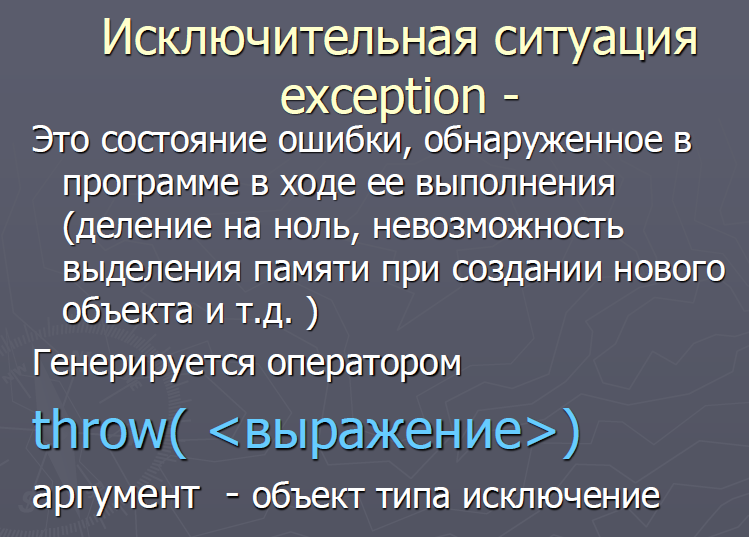 Исключительная ситуация
exception -
Это состояние ошибки, обнаруженное в
программе в ходе ее выполнения
(деление на ноль, невозможность
выделения памяти при создании нового
объекта и т.д. )
Генерируется оператором
throw( <выражение>)
аргумент - объект типа исключение